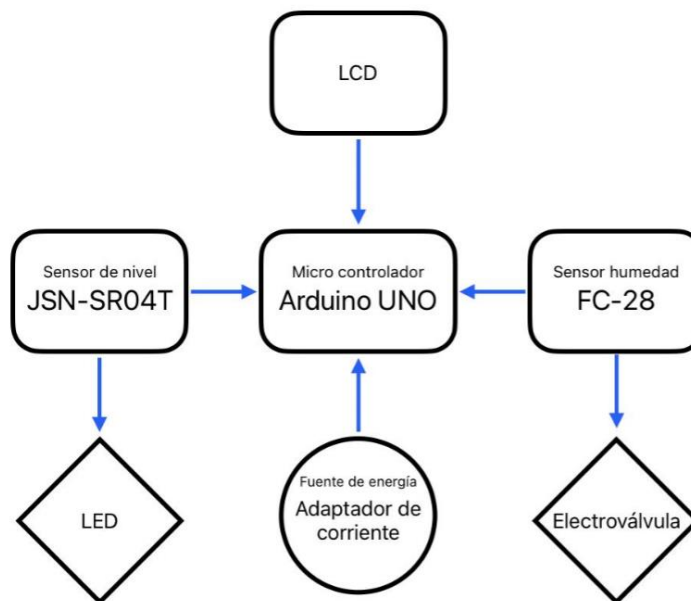 LCD
Sensor de nivel
JSN-SR04T
Micro controlador
Arduino UNO
Sensor humedad
FC-28
LED
Fuente de energía
Adaptador de
corriente
Electroválvula